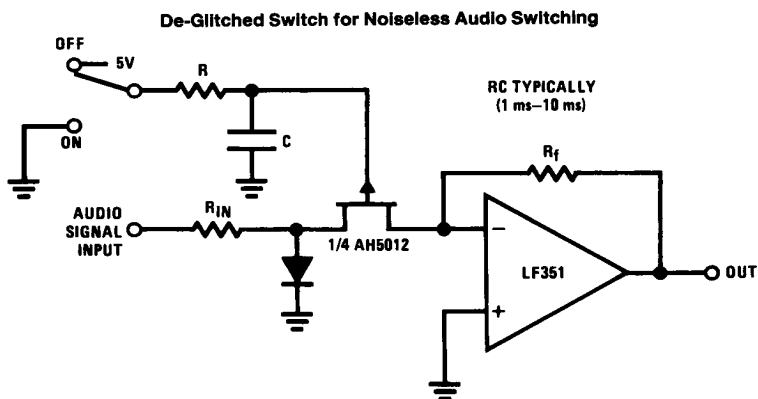 De-Glitched Switch for Noiseless Audio Switching
OFF
5V
R
RC TYPICALLY
(1 ms–10 ms)
ON
C
Rf
AUDIO
SIGNAL
INPUT
RIN
1/4 AH5012
−
LF351
OUT
+